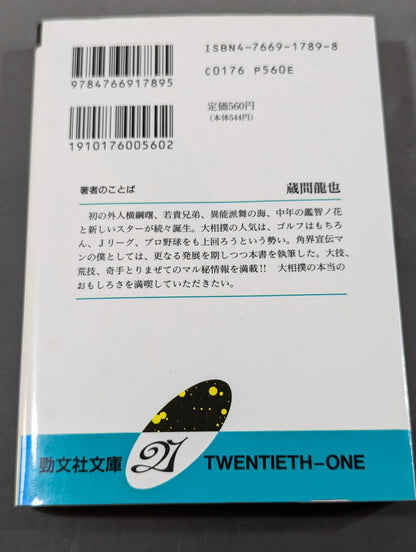 ISBN4-7669-1789-8
C0176 P560E
9784766917895
定価560円
(本体544円)
1910176005602
著者のことば
蔵間龍也
初の外人横綱曙、若貴兄弟、異能派舞の海、中年の鑑智ノ花
と新しいスターが続々誕生。大相撲の人気は、ゴルフはもちろ
ん、Jリーグ、プロ野球をも上回ろうという勢い。角界宣伝マ
ンの僕としては、更なる発展を期しつつ本書を執筆した。大技、
荒技、奇手とりまぜてのマル秘情報を満載!! 大相撲の本当の
おもしろさを満喫していただきたい。
勁文社文庫 21 TWENTIETH-ONE